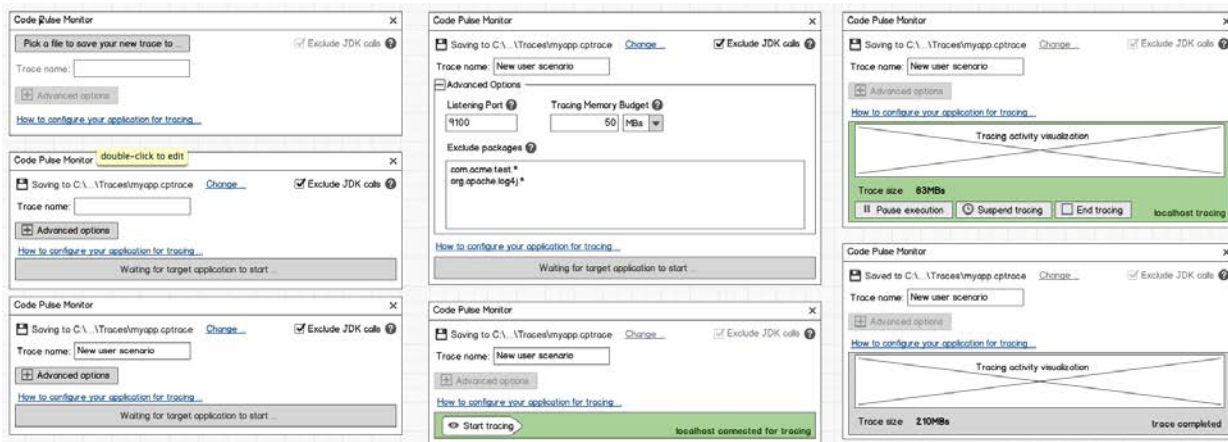 Code Pulse Monitor
Pick a file to save your new trace to ...
Exclude JDK calls
Trace name:
Advanced options
How to configure your application for tracing...
double-click to edit
Code Pulse Monitor
Saving to C:\...\Traces\myapp.cptrace Change...
Exclude JDK calls
Trace name:
Advanced options
How to configure your application for tracing...
Waiting for target application to start ...
Code Pulse Monitor
Saving to C:\...\Traces\myapp.cptrace Change...
Exclude JDK calls
Trace name: New user scenario
Advanced options
How to configure your application for tracing...
Waiting for target application to start ...
Code Pulse Monitor
Saving to C:\...\Traces\myapp.cptrace Change...
Exclude JDK calls
Trace name: New user scenario
Advanced Options
Listening Port Tracing Memory Budget
9100 50 MBs
Exclude packages
com.acme.test.*
org.apache.log4j.*
How to configure your application for tracing...
Waiting for target application to start ...
Code Pulse Monitor
Saving to C:\...\Traces\myapp.cptrace Change...
Exclude JDK calls
Trace name: New user scenario
Advanced options
How to configure your application for tracing...
Start tracing
localhost connected for tracing
Code Pulse Monitor
Saving to C:\...\Traces\myapp.cptrace Change...
Exclude JDK calls
Trace name: New user scenario
Advanced options
How to configure your application for tracing...
Tracing activity visualization
Trace size 83MBs
Pause execution Suspend tracing End tracing localhost tracing
Code Pulse Monitor
Saved to C:\...\Traces\myapp.cptrace Change...
Exclude JDK calls
Trace name: New user scenario
Advanced options
How to configure your application for tracing...
Tracing activity visualization
Trace size 210MBs trace completed